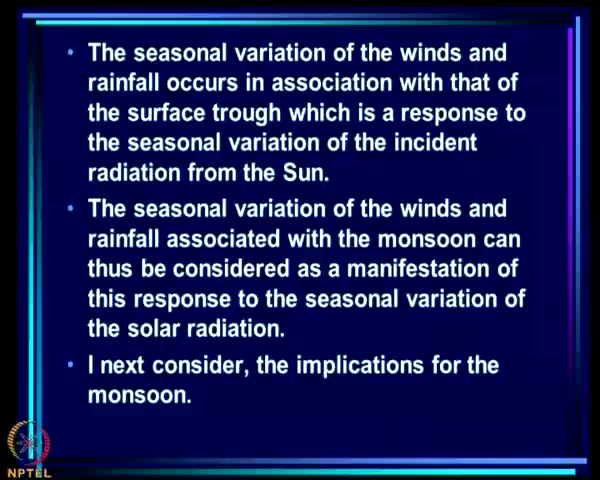 • The seasonal variation of the winds and
rainfall occurs in association with that of
the surface trough which is a response to
the seasonal variation of the incident
radiation from the Sun.
• The seasonal variation of the winds and
rainfall associated with the monsoon can
thus be considered as a manifestation of
this response to the seasonal variation of
the solar radiation.
• I next consider, the implications for the
monsoon.
NPTEL